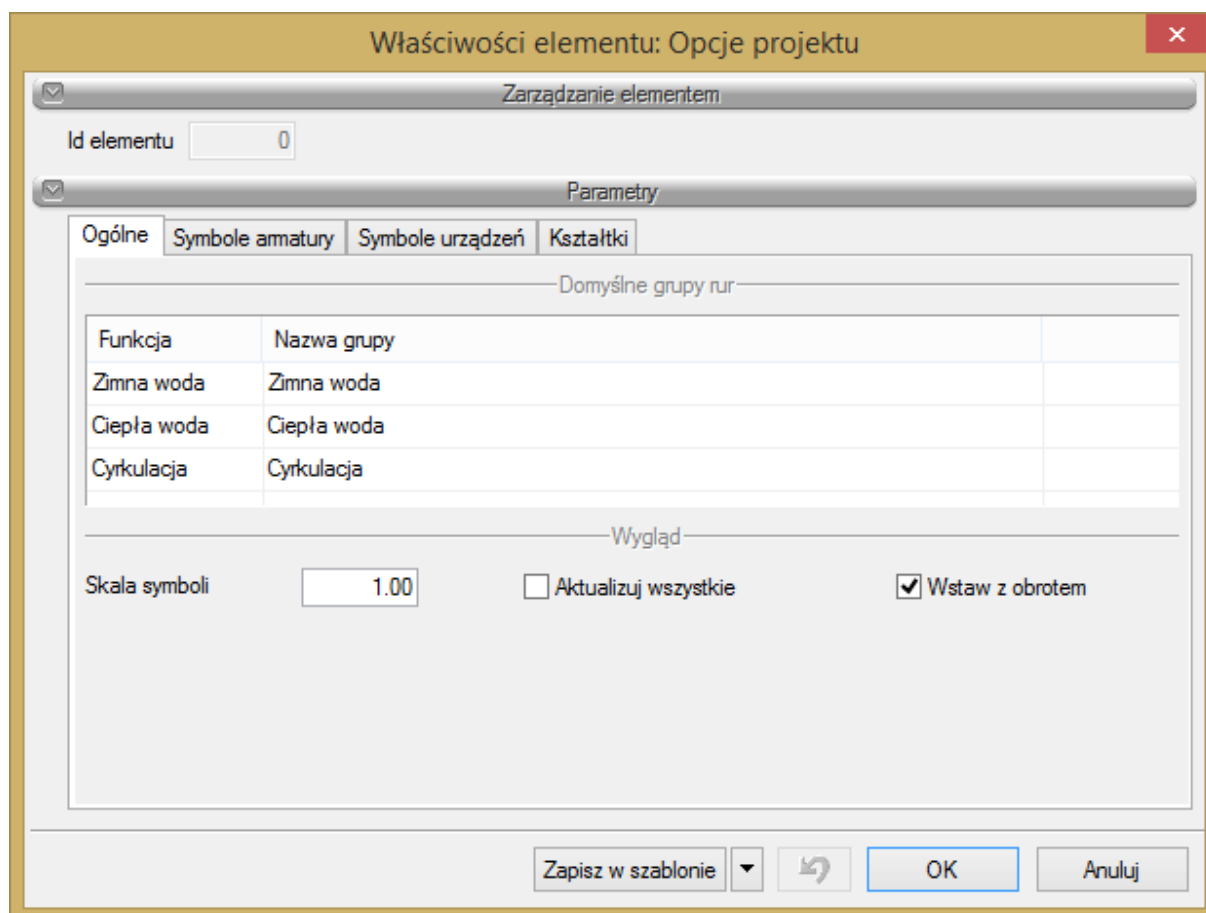 Właściwości elementu: Opcje projektu
Zarządzanie elementem
Id elementu 0
Parametry
Ogólne Symbole armatury Symbole urządzeń Kształtki
Domyślne grupy rur
Funkcja Nazwa grupy
Zimna woda Zimna woda
Ciepła woda Ciepła woda
Cyrkulacja Cyrkulacja
Wygląd
Skala symboli 1.00 Aktualizuj wszystkie Wstaw z obrotem
Zapisz w szablonie OK Anuluj